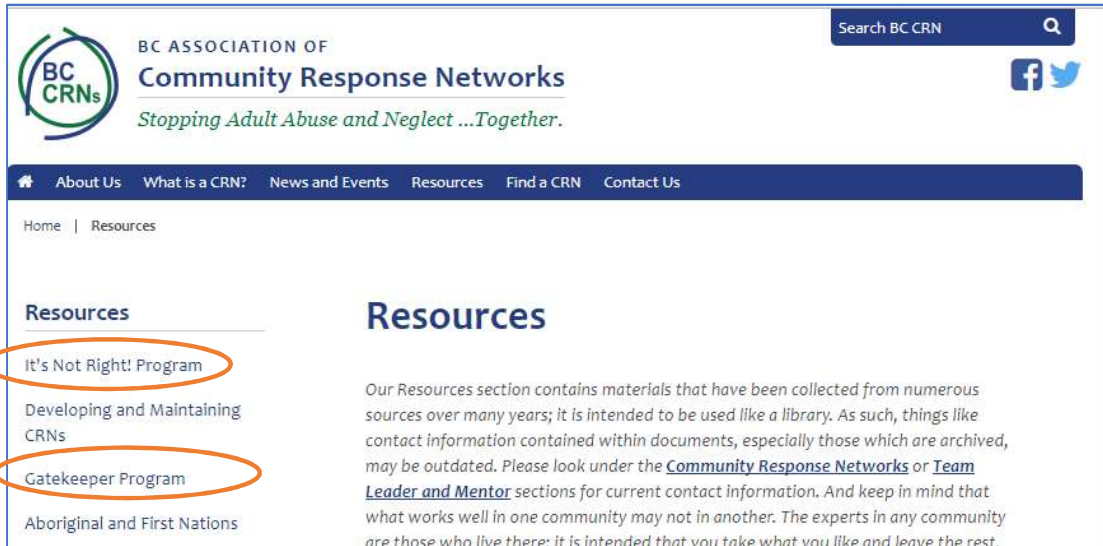 Search BC CRN
BC ASSOCIATION OF
BC
CRNs
Community Response Networks
Stopping Adult Abuse and Neglect ...Together.
About Us What is a CRN? News and Events Resources Find a CRN Contact Us
Home | Resources
Resources
It's Not Right! Program
Developing and Maintaining
CRNs
Gatekeeper Program
Aboriginal and First Nations
Resources
Our Resources section contains materials that have been collected from numerous
sources over many years; it is intended to be used like a library. As such, things like
contact information contained within documents, especially those which are archived,
may be outdated. Please look under the Community Response Networks or Team
Leader and Mentor sections for current contact information. And keep in mind that
what works well in one community may not in another. The experts in any community
are those who live there; it is intended that you take what you like and leave the rest.